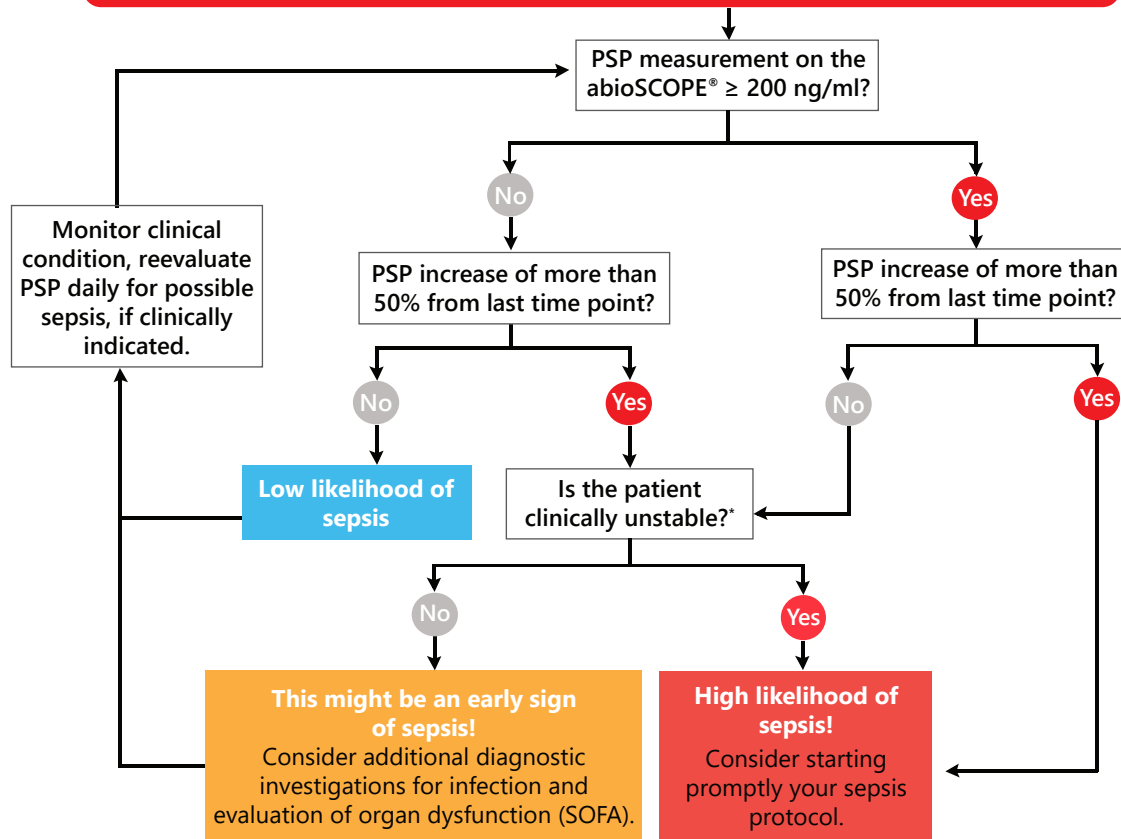 PSP measurement on the
abioSCOPE® ≥ 200 ng/ml?
No
Yes
Monitor clinical
condition, reevaluate
PSP daily for possible
sepsis, if clinically
indicated.
PSP increase of more than
50% from last time point?
PSP increase of more than
50% from last time point?
No
Yes
No
Yes
Low likelihood of
sepsis
Is the patient
clinically unstable?*
No
Yes
This might be an early sign
of sepsis!
Consider additional diagnostic
investigations for infection and
evaluation of organ dysfunction (SOFA).
High likelihood of
sepsis!
Consider starting
promptly your sepsis
protocol.